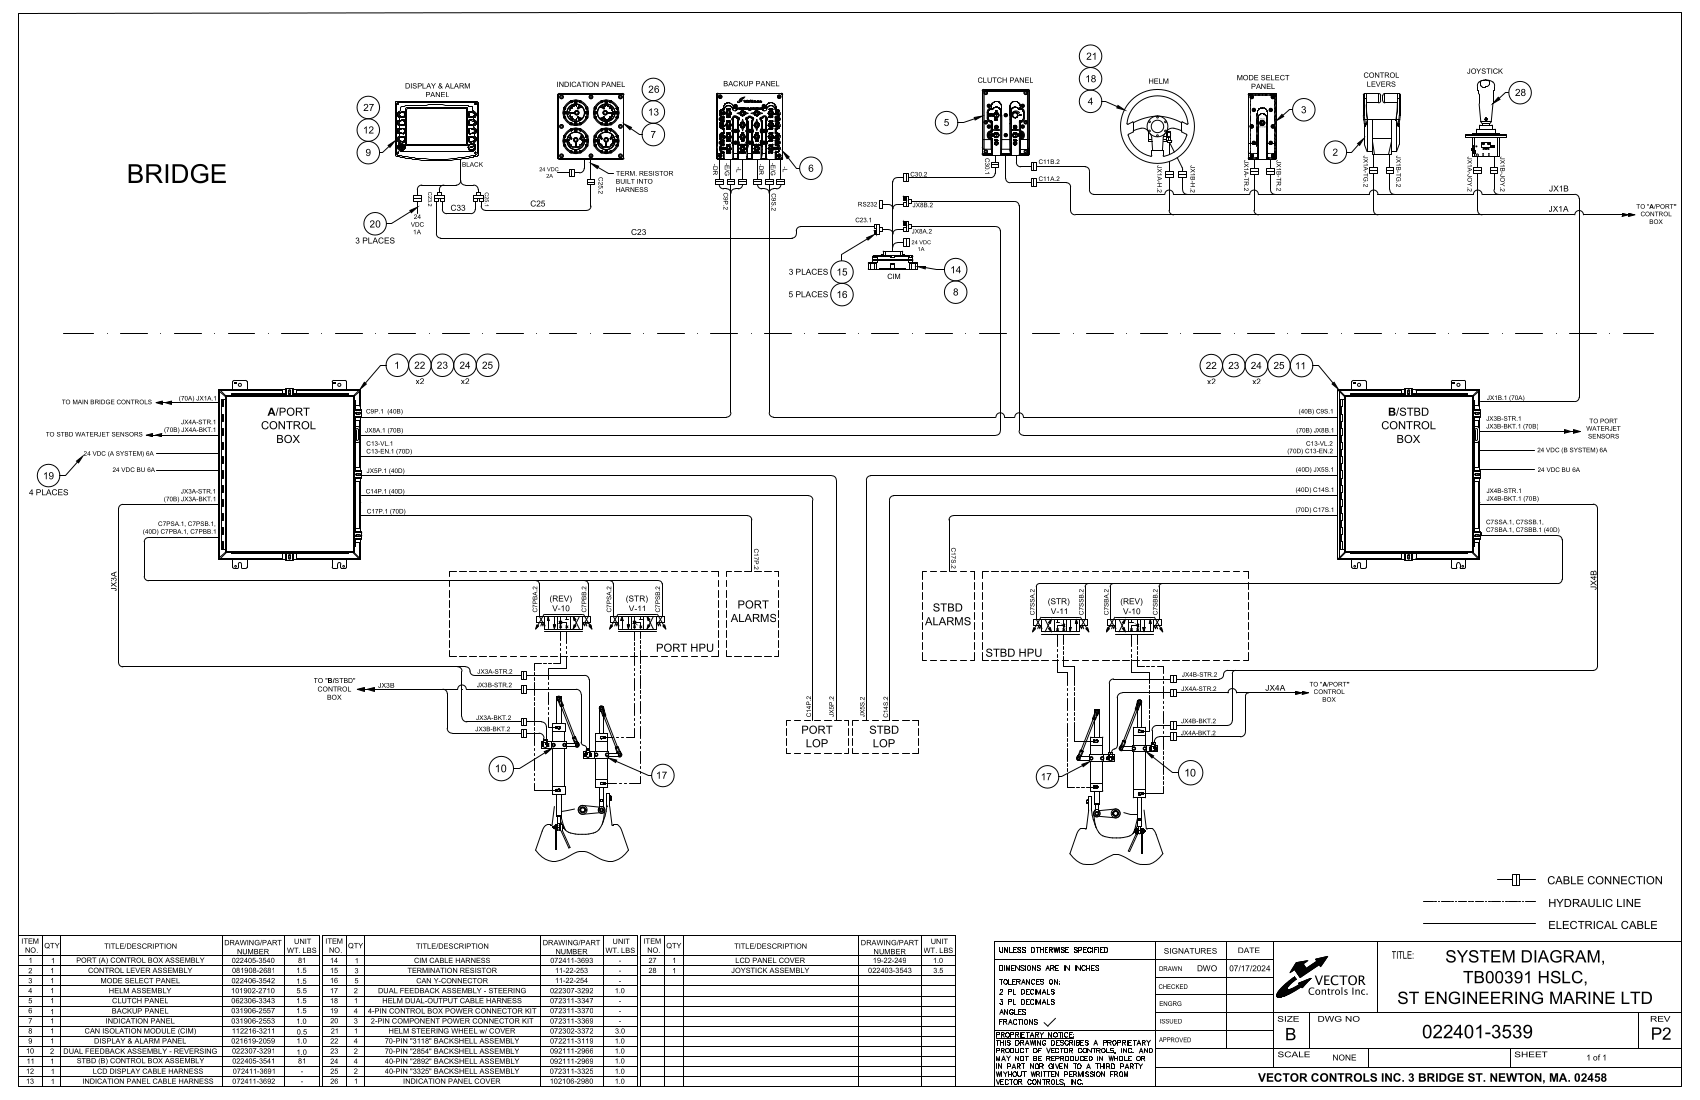 BRIDGE
DISPLAY & ALARM
PANEL
27
12
9
BLACK
C23.2
C25.1
C33
C25
24
VDC
1A
20
3 PLACES
INDICATION PANEL
26
13
7
24 VDC
2A
C25.2
TERM. RESISTOR
BUILT INTO
HARNESS
BACKUP PANEL
6
-DR
-E/G
-L
-DR
-E/G
-L
C9P.2
C9S.2
C23
CLUTCH PANEL
5
C30.1
C11B.2
C11A.2
C30.2
RS232
JX8B.2
C23.1
JX8A.2
24 VDC
1A
CIM
3 PLACES
15
5 PLACES
16
14
8
21
18
4
HELM
JX1A-H.2
JX1B-H.2
MODE SELECT
PANEL
3
JX1A-TR.2
JX1B-TR.2
CONTROL
LEVERS
2
JX1A-TG.2
JX1B-TG.2
JOYSTICK
28
JX1A-JOY.2
JX1B-JOY.2
JX1B
JX1A
TO "A/PORT"
CONTROL
BOX
1
22
23
24
25
x2
x2
22
23
24
25
11
x2
x2
A/PORT
CONTROL
BOX
TO MAIN BRIDGE CONTROLS
(70A) JX1A.1
JX4A-STR.1
TO STBD WATERJET SENSORS
(70B) JX4A-BKT.1
24 VDC (A SYSTEM) 6A
24 VDC BU 6A
19
4 PLACES
JX3A-STR.1
(70B) JX3A-BKT.1
C7PSA.1, C7PSB.1,
(40D) C7PBA.1, C7PBB.1
C9P.1 (40B)
JX8A.1 (70B)
C13-VL.1
C13-EN.1 (70D)
JX5P.1 (40D)
C14P.1 (40D)
C17P.1 (70D)
(40B) C9S.1
(70B) JX8B.1
C13-VL.2
(70D) C13-EN.2
(40D) JX5S.1
(40D) C14S.1
(70D) C17S.1
B/STBD
CONTROL
BOX
JX1B.1 (70A)
JX3B-STR.1
JX3B-BKT.1 (70B)
TO PORT
WATERJET
SENSORS
24 VDC (B SYSTEM) 6A
24 VDC BU 6A
JX4B-STR.1
JX4B-BKT.1 (70B)
C7SSA.1, C7SSB.1,
C7SBA.1, C7SBB.1 (40D)
JX3A
JX4B
C7PBA.2
(REV)
V-10
C7PBB.2
C7PSA.2
(STR)
V-11
C7PSB.2
PORT HPU
C17P.2
PORT
ALARMS
C17S.2
STBD
ALARMS
C7SSA.2
(STR)
V-11
C7SSB.2
C7SBA.2
(REV)
V-10
C7SBB.2
STBD HPU
TO "B/STBD"
CONTROL
BOX
JX3B
JX3A-STR.2
JX3B-STR.2
JX3A-BKT.2
JX3B-BKT.2
10
17
C14P.2
JX5P.2
PORT
LOP
JX5S.2
C14S.2
STBD
LOP
JX4B-STR.2
JX4A-STR.2
JX4A
TO "A/PORT"
CONTROL
BOX
JX4B-BKT.2
JX4A-BKT.2
17
10
CABLE CONNECTION
HYDRAULIC LINE
ELECTRICAL CABLE
ITEM NO. QTY TITLE/DESCRIPTION DRAWING/PART NUMBER UNIT WT. LBS
1 1 PORT (A) CONTROL BOX ASSEMBLY 022405-3540 81
2 1 CONTROL LEVER ASSEMBLY 081908-2681 1.5
3 1 MODE SELECT PANEL 022406-3542 1.5
4 1 HELM ASSEMBLY 101902-2710 5.5
5 1 CLUTCH PANEL 062306-3343 1.5
6 1 BACKUP PANEL 031906-2557 1.5
7 1 INDICATION PANEL 031906-2553 1.0
8 1 CAN ISOLATION MODULE (CIM) 112216-3211 0.5
9 1 DISPLAY & ALARM PANEL 021619-2059 1.0
10 2 DUAL FEEDBACK ASSEMBLY - REVERSING 022307-3291 1.0
11 1 STBD (B) CONTROL BOX ASSEMBLY 022405-3541 81
12 1 LCD DISPLAY CABLE HARNESS 072411-3691 -
13 1 INDICATION PANEL CABLE HARNESS 072411-3692 -
ITEM NO. QTY TITLE/DESCRIPTION DRAWING/PART NUMBER UNIT WT. LBS
14 1 CIM CABLE HARNESS 072411-3693 -
15 3 TERMINATION RESISTOR 11-22-253 -
16 5 CAN Y-CONNECTOR 11-22-254 -
17 2 DUAL FEEDBACK ASSEMBLY - STEERING 022307-3292 1.0
18 1 HELM DUAL-OUTPUT CABLE HARNESS 072311-3347 -
19 4 4-PIN CONTROL BOX POWER CONNECTOR KIT 072311-3370 -
20 3 2-PIN COMPONENT POWER CONNECTOR KIT 072311-3369 -
21 1 HELM STEERING WHEEL w/ COVER 072302-3372 3.0
22 4 70-PIN "3118" BACKSHELL ASSEMBLY 072211-3119 1.0
23 2 70-PIN "2854" BACKSHELL ASSEMBLY 092111-2966 1.0
24 4 40-PIN "2892" BACKSHELL ASSEMBLY 092111-2969 1.0
25 2 40-PIN "3325" BACKSHELL ASSEMBLY 072311-3325 1.0
26 1 INDICATION PANEL COVER 102106-2980 1.0
ITEM NO. QTY TITLE/DESCRIPTION DRAWING/PART NUMBER UNIT WT. LBS
27 1 LCD PANEL COVER 19-22-249 1.0
28 1 JOYSTICK ASSEMBLY 022403-3543 3.5
UNLESS OTHERWISE SPECIFIED
DIMENSIONS ARE IN INCHES
TOLERANCES ON:
2 PL DECIMALS
3 PL DECIMALS
ANGLES
FRACTIONS
PROPRIETARY NOTICE:
THIS DRAWING DESCRIBES A PROPRIETARY
PRODUCT OF VECTOR CONTROLS, INC. AND
MAY NOT BE REPRODUCED IN WHOLE OR
IN PART NOR GIVEN TO A THIRD PARTY
WYHOUT WRITTEN PERMISSION FROM
VECTOR CONTROLS, INC.
SIGNATURES DATE
DRAWN DWO 07/17/2024
CHECKED
ENGRG
ISSUED
APPROVED
VECTOR
Controls Inc.
TITLE:
SYSTEM DIAGRAM,
TB00391 HSLC,
ST ENGINEERING MARINE LTD
SIZE
B
DWG NO
022401-3539
REV
P2
SCALE NONE
SHEET 1 of 1
VECTOR CONTROLS INC. 3 BRIDGE ST. NEWTON, MA. 02458